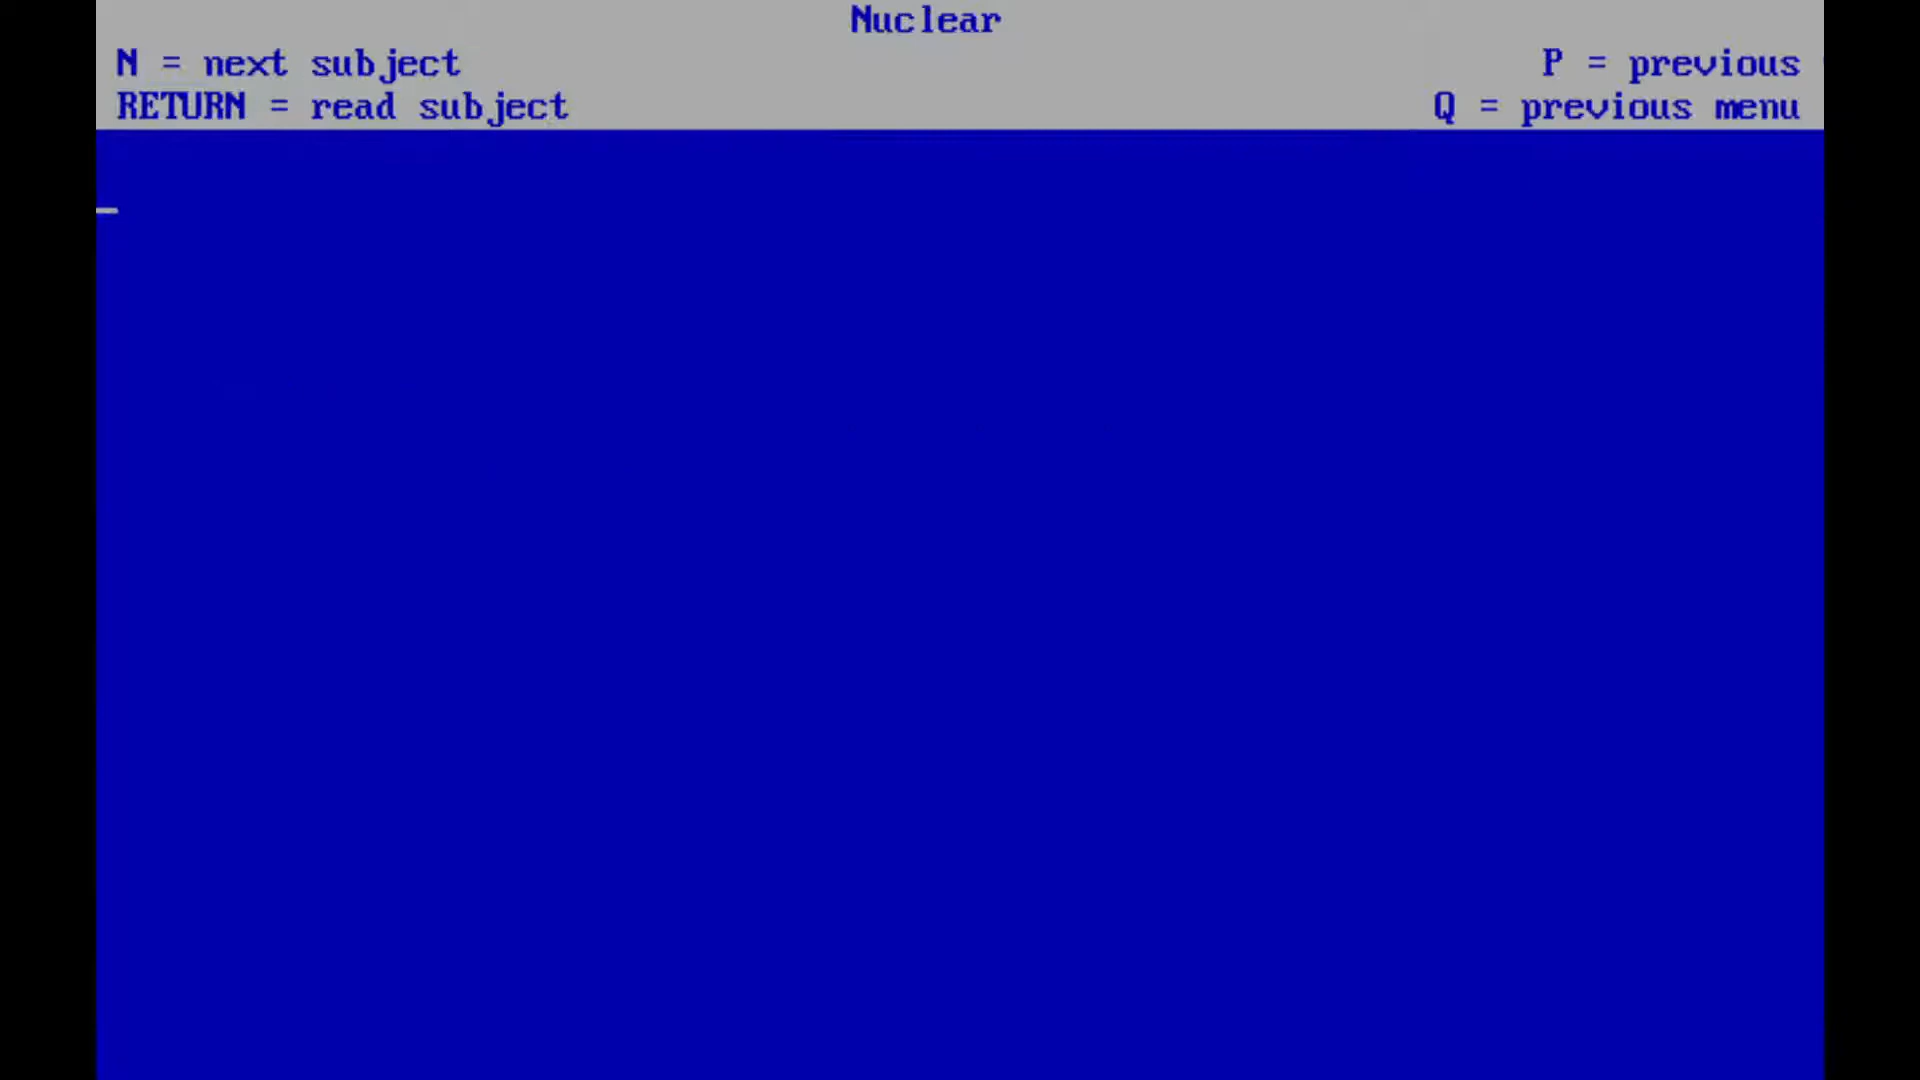 Nuclear
N = next subject P = previous
RETURN = read subject Q = previous menu